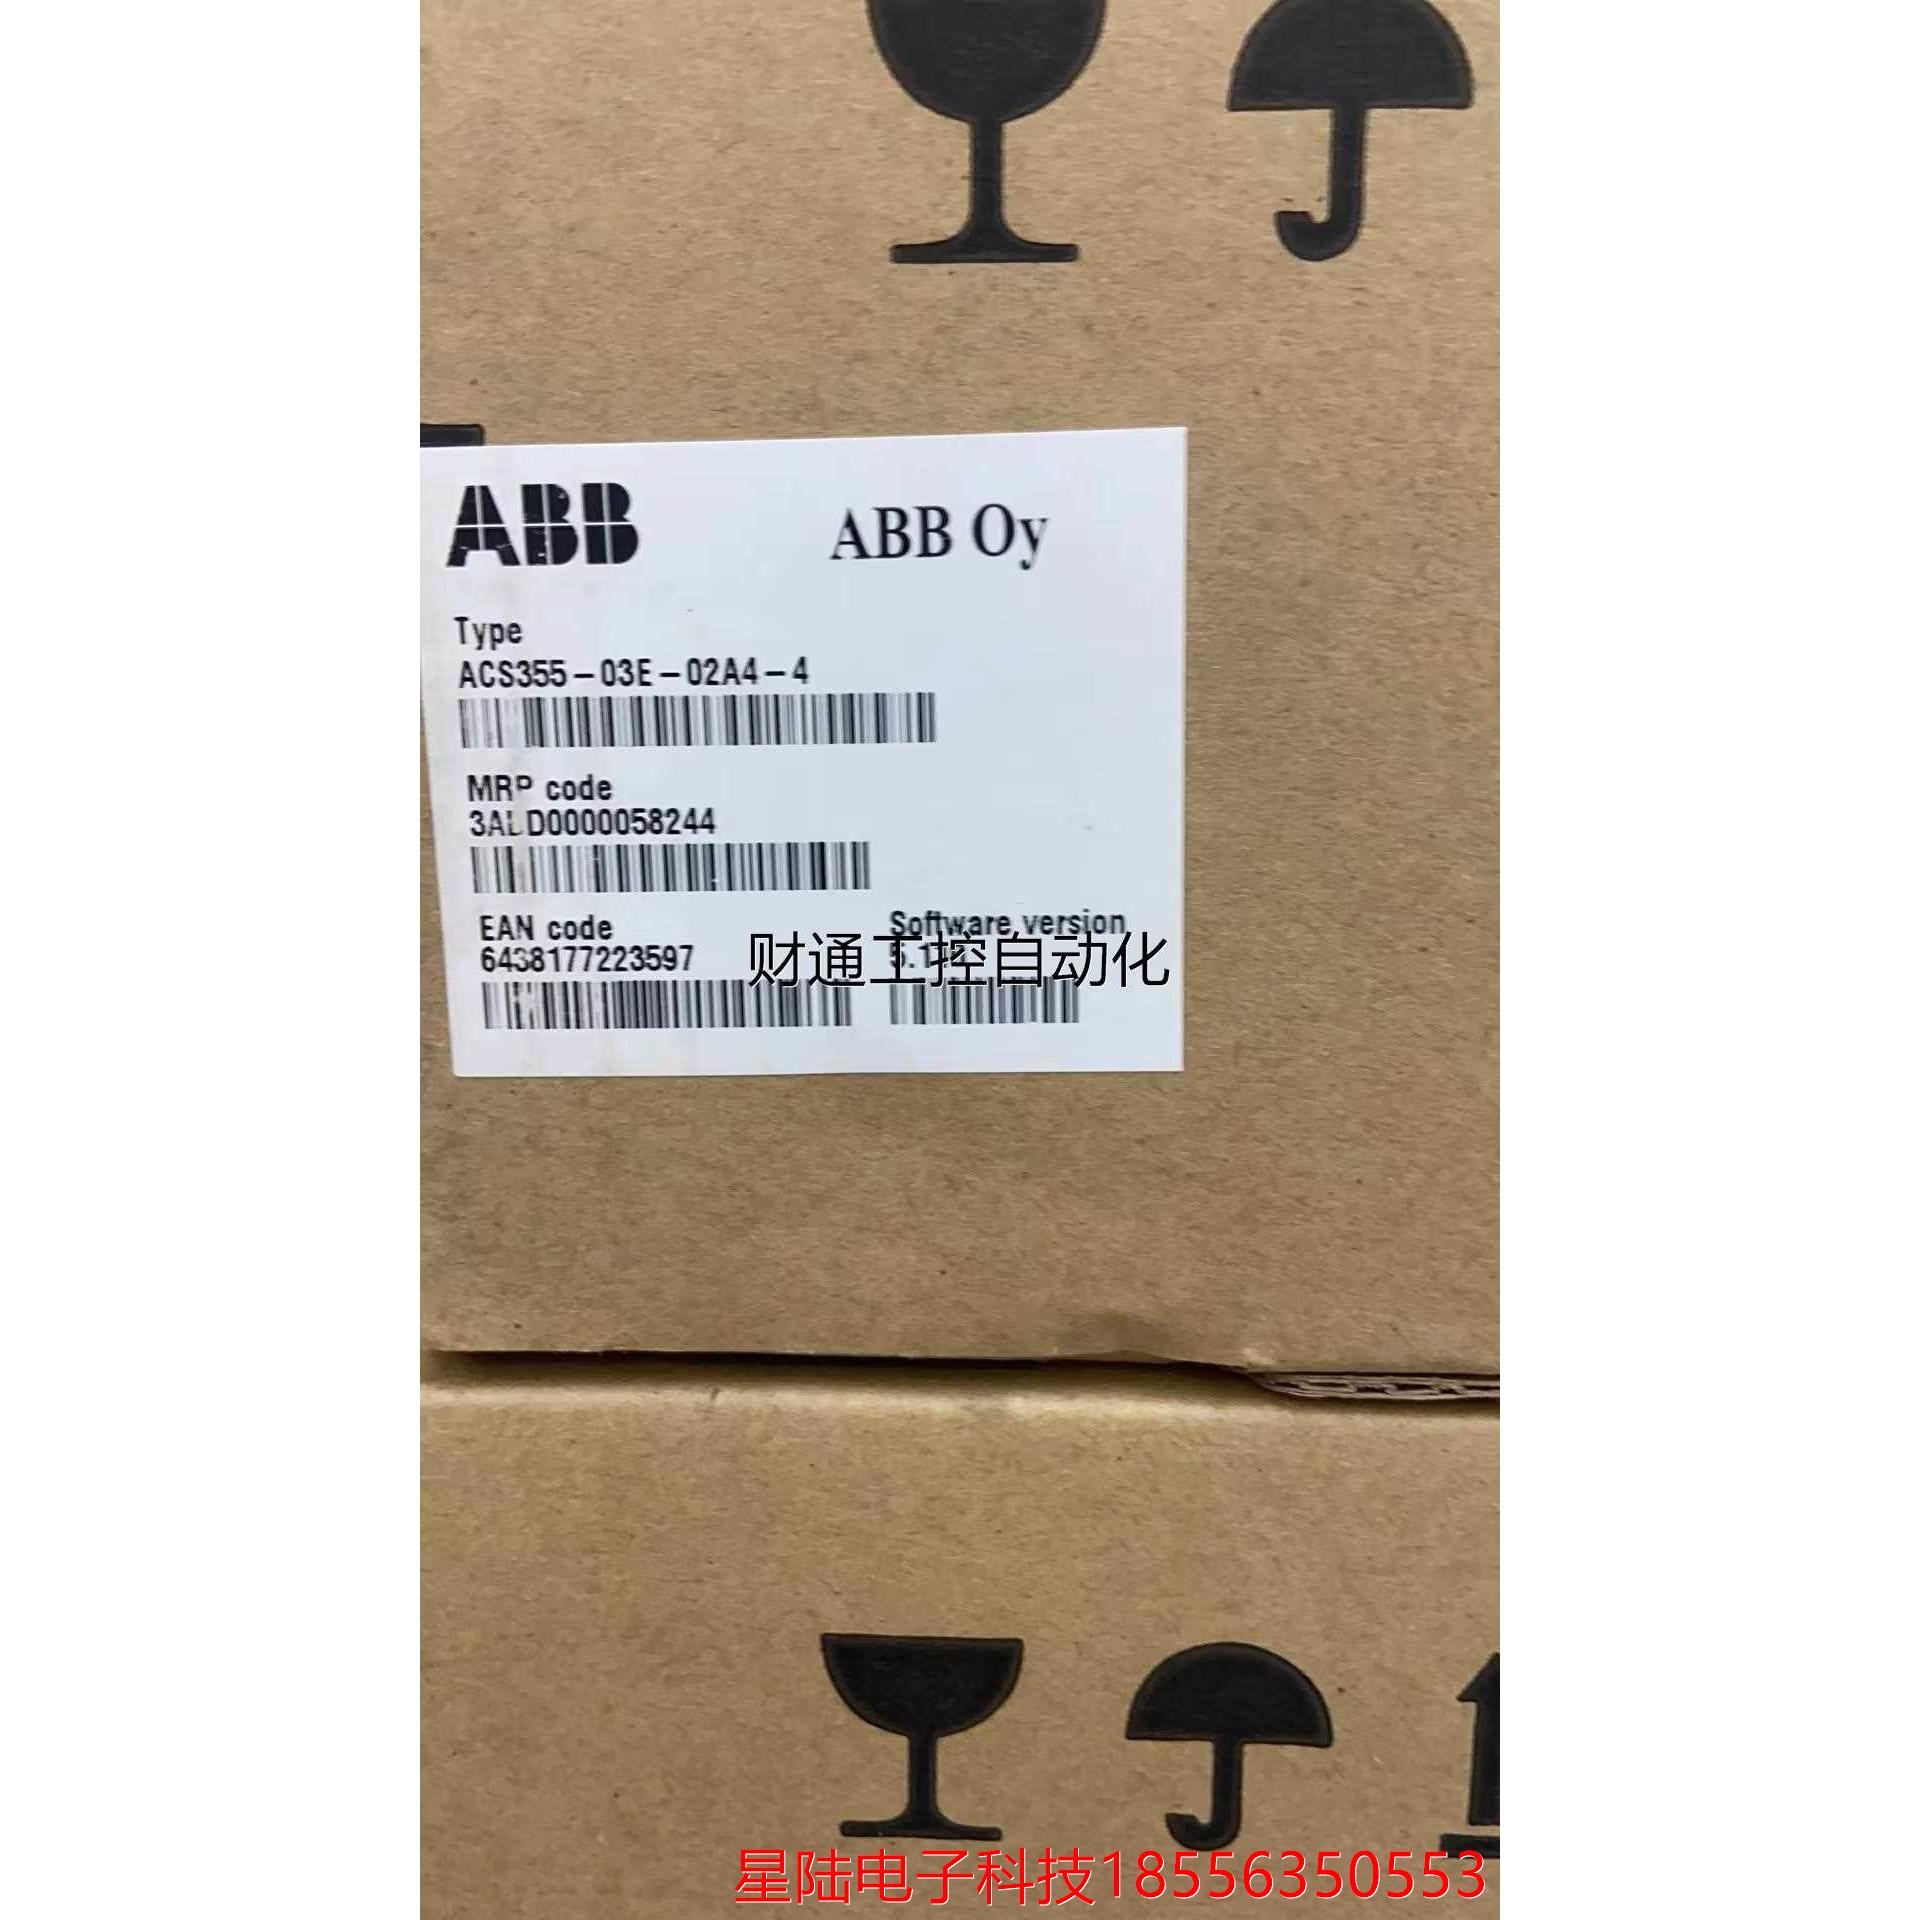 ABB
ABB Oy
Type
ACS355-03E-02A4-4
MRP code
3ALD0000058244
EAN code
6438177223597
Software version
财通工控自动化
星陆电子科技18556350553